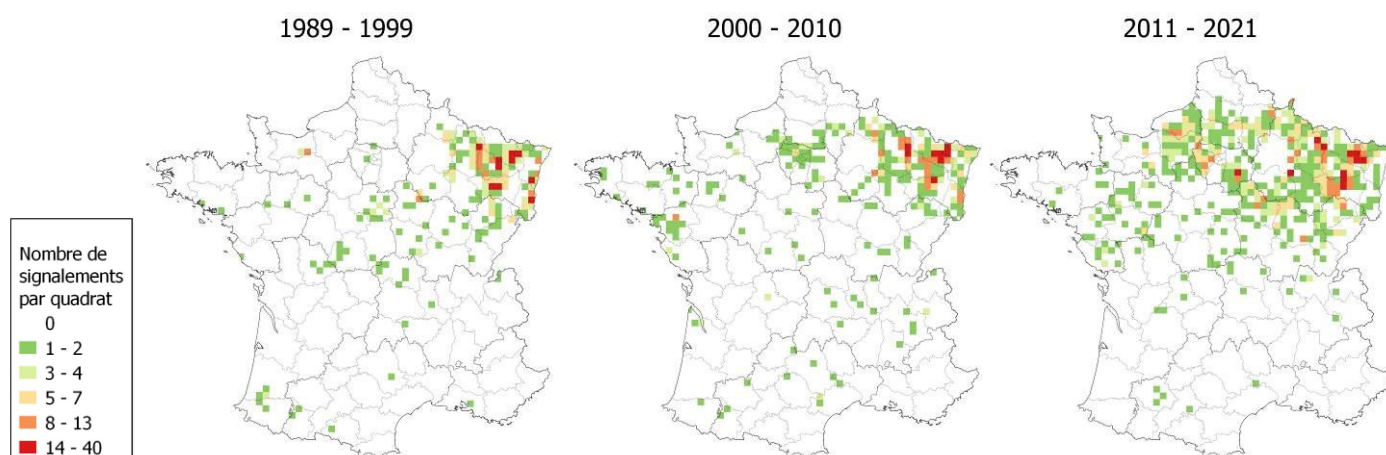 1989 - 1999
2000 - 2010
2011 - 2021
Nombre de
signalements
par quadrat
0
1 - 2
3 - 4
5 - 7
8 - 13
14 - 40